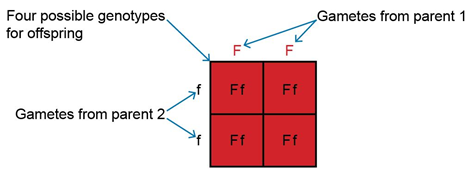 Four possible genotypes
for offspring
Gametes from parent 1
F F
f Ff Ff
Gametes from parent 2
f Ff Ff